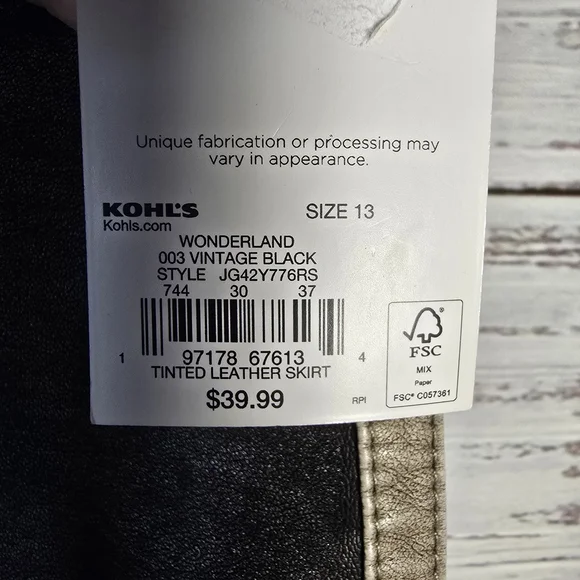 Unique fabrication or processing may
vary in appearance.
KOHL'S SIZE 13
Kohls.com
WONDERLAND
003 VINTAGE BLACK
STYLE JG42Y776RS
744 30 37
1 97178 67613 4
TINTED LEATHER SKIRT
$39.99
RPI
®
FSC
MIX
Paper
FSC® C057361